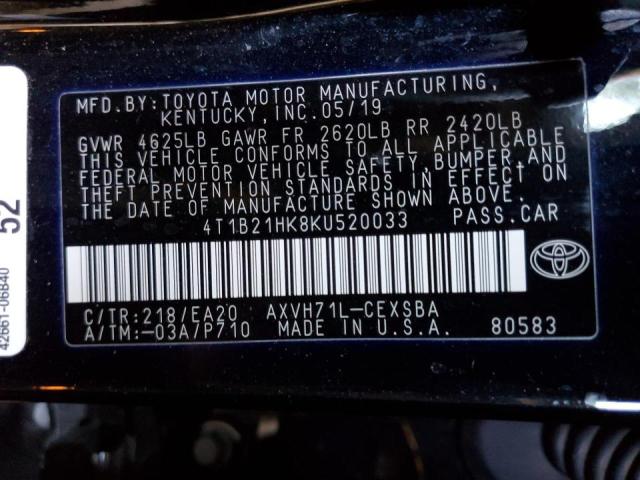 MFD.BY:TOYOTA MOTOR MANUFACTURING,
KENTUCKY, INC.05/19
GVWR 4625LB GAWR FR 2620LB RR 2420LB
THIS VEHICLE CONFORMS TO ALL APPLICABLE
FEDERAL MOTOR VEHICLE SAFETY, BUMPER, AND
THEFT PREVENTION STANDARDS IN EFFECT ON
THE DATE OF MANUFACTURE SHOWN ABOVE.
4T1B21HK8KU520033 PASS.CAR
C/TR:218/EA20 AXVH71L-CEXSBA
A/TM:-03A/P710 MADE IN U.S.A. 80583
52
42661-06B40